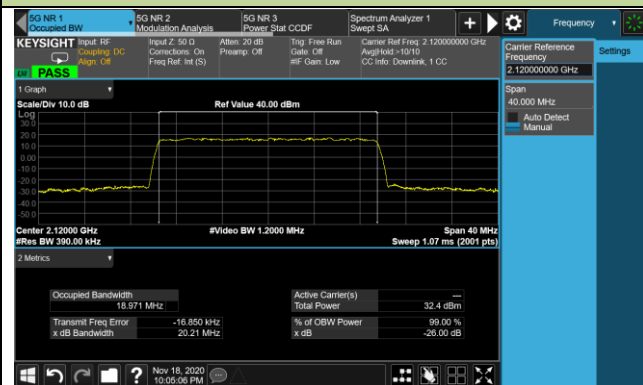 5G NR 1
Occupied BW
5G NR 2
Modulation Analysis
5G NR 3
Power Stat CCDF
Spectrum Analyzer 1
Swept SA
Frequency
KEYSIGHT
Input: RF
Coupling: DC
Align: Off
Input Z: 50 Ω
Corrections: On
Freq Ref: Int (S)
Atten: 20 dB
Preamp: Off
Trig: Free Run
Gate: Off
#IF Gain: Low
Carrier Ref Freq: 2.120000000 GHz
Avg|Hold:>10/10
CC Info: Downlink, 1 CC
LXI
PASS
Carrier Reference
Frequency
2.120000000 GHz
Span
40.000 MHz
Auto Detect
Manual
Settings
1 Graph
Scale/Div 10.0 dB
Ref Value 40.00 dBm
Log
30.0
20.0
10.0
0.00
-10.0
-20.0
-30.0
-40.0
-50.0
Center 2.12000 GHz
#Video BW 1.2000 MHz
Span 40 MHz
#Res BW 390.00 kHz
Sweep 1.07 ms (2001 pts)
2 Metrics
Occupied Bandwidth
18.971 MHz
Active Carrier(s)
---
Total Power
32.4 dBm
Transmit Freq Error
-16.850 kHz
% of OBW Power
99.00 %
x dB Bandwidth
20.21 MHz
x dB
-26.00 dB
Nov 18, 2020
10:05:06 PM